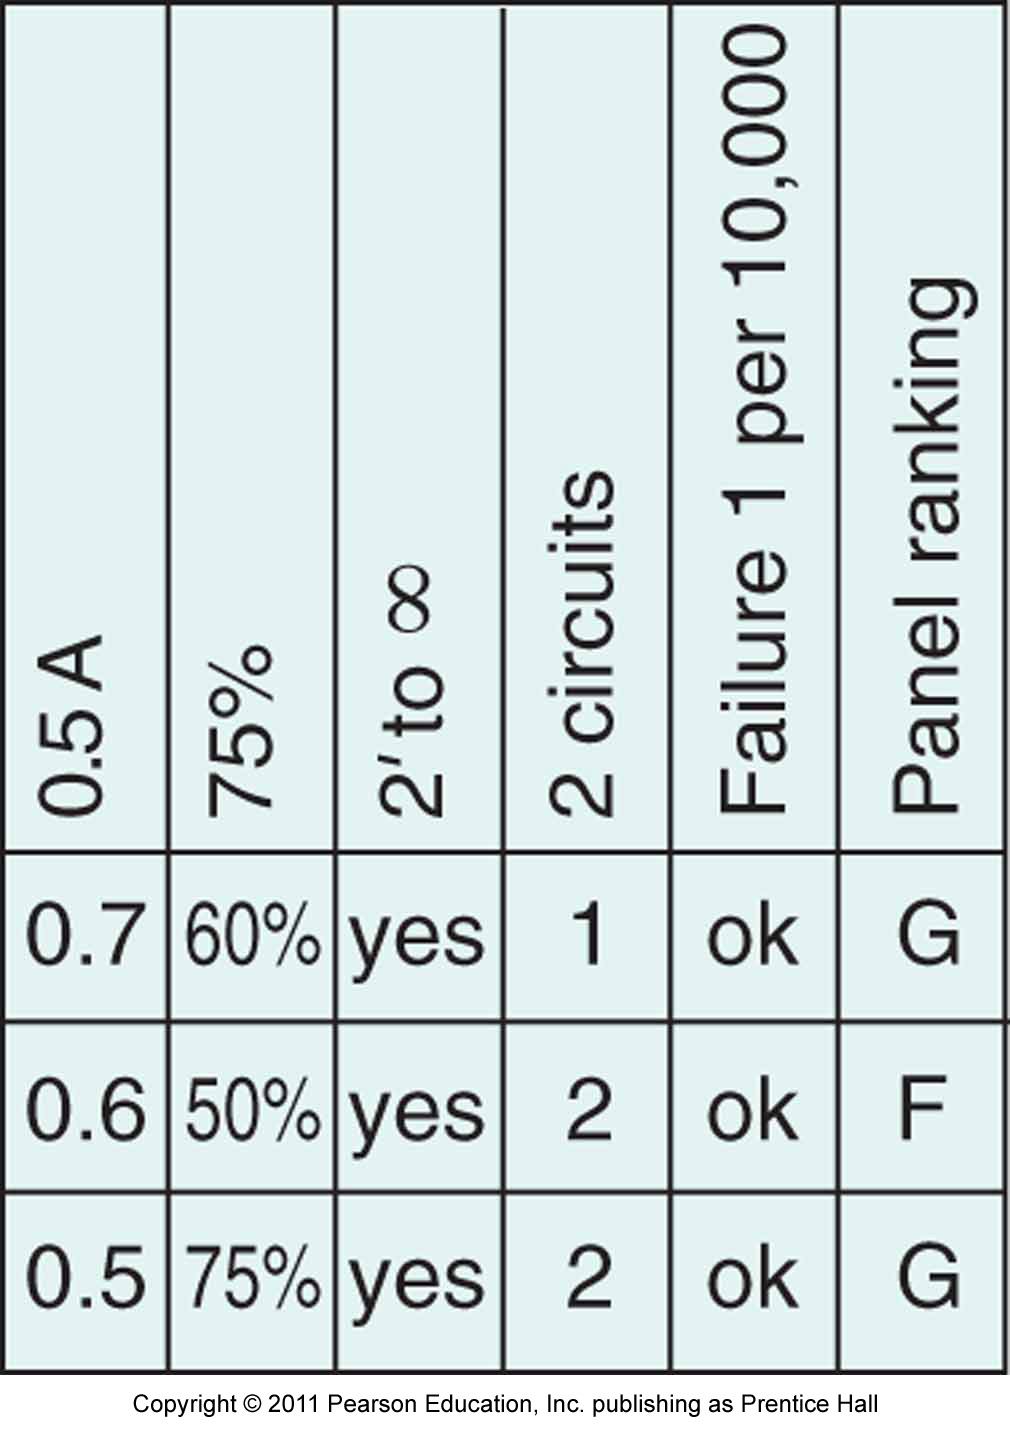 0.5 A
75%
2' to ∞
2 circuits
Failure 1 per 10,000
Panel ranking
0.7 60% yes 1 ok G
0.6 50% yes 2 ok F
0.5 75% yes 2 ok G
Copyright © 2011 Pearson Education, Inc. publishing as Prentice Hall